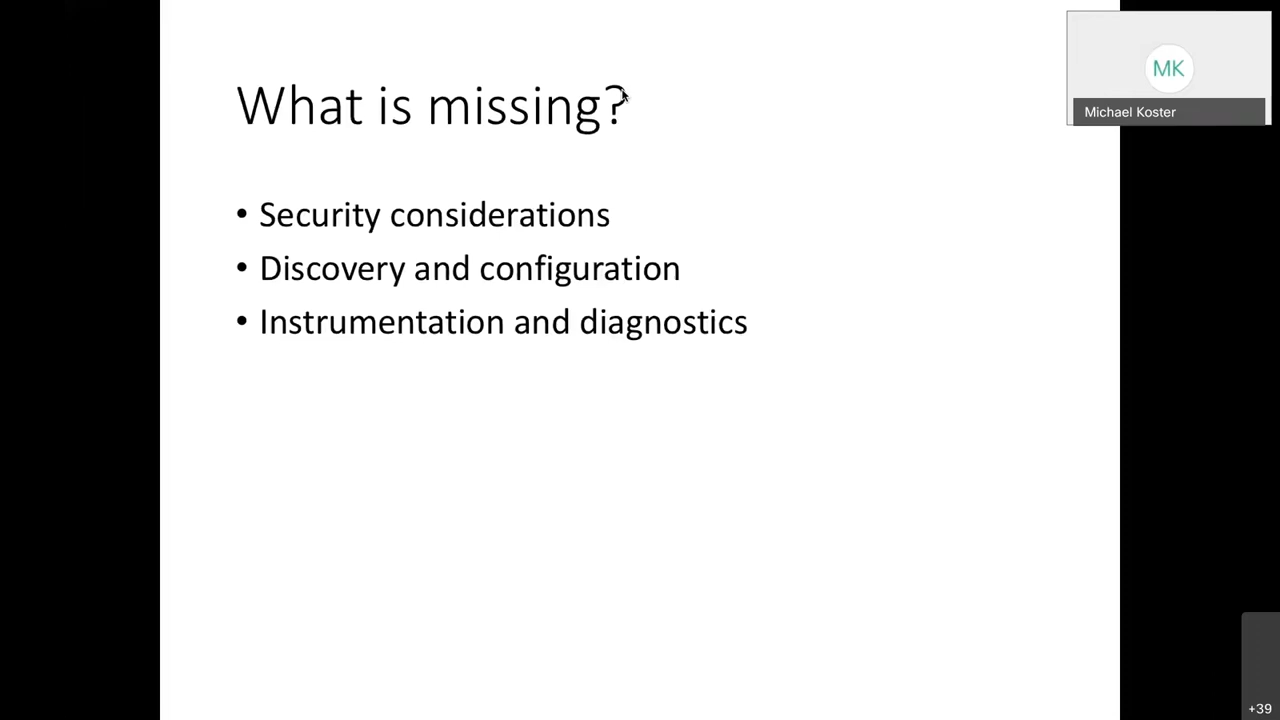 What is missing?
• Security considerations
• Discovery and configuration
• Instrumentation and diagnostics
MK
Michael Koster
+39